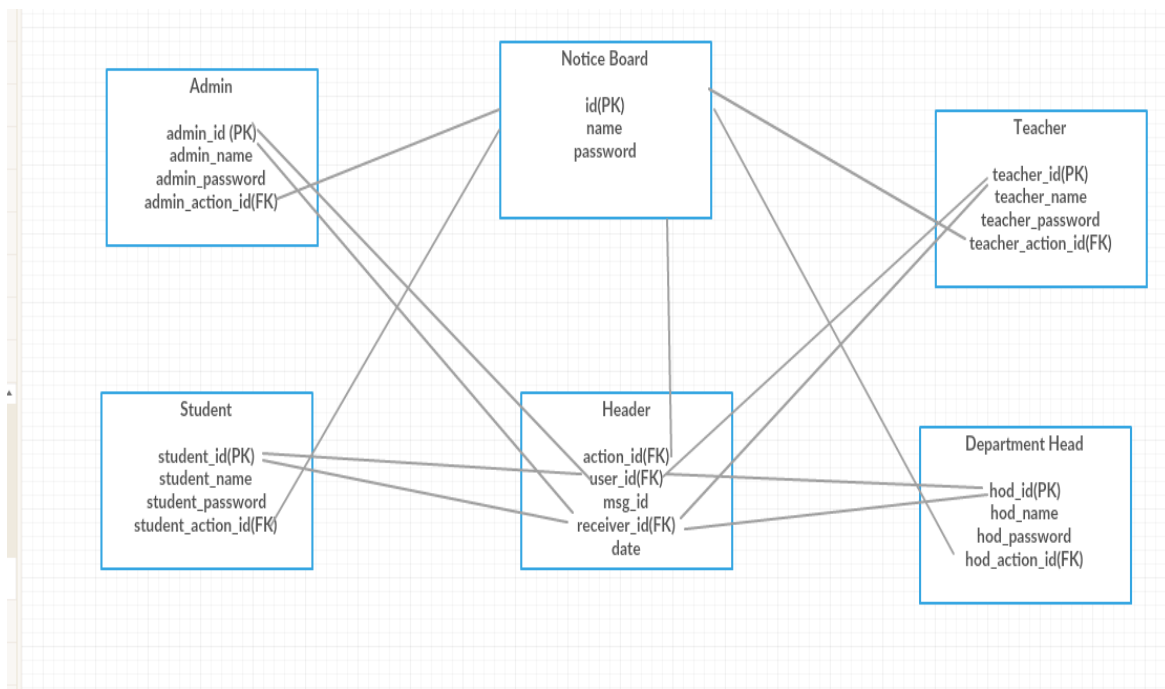 Admin
admin_id (PK)
admin_name
admin_password
admin_action_id(FK)
Notice Board
id(PK)
name
password
Teacher
teacher_id(PK)
teacher_name
teacher_password
teacher_action_id(FK)
Student
student_id(PK)
student_name
student_password
student_action_id(FK)
Header
action_id(FK)
user_id(FK)
msg_id
receiver_id(FK)
date
Department Head
hod_id(PK)
hod_name
hod_password
hod_action_id(FK)